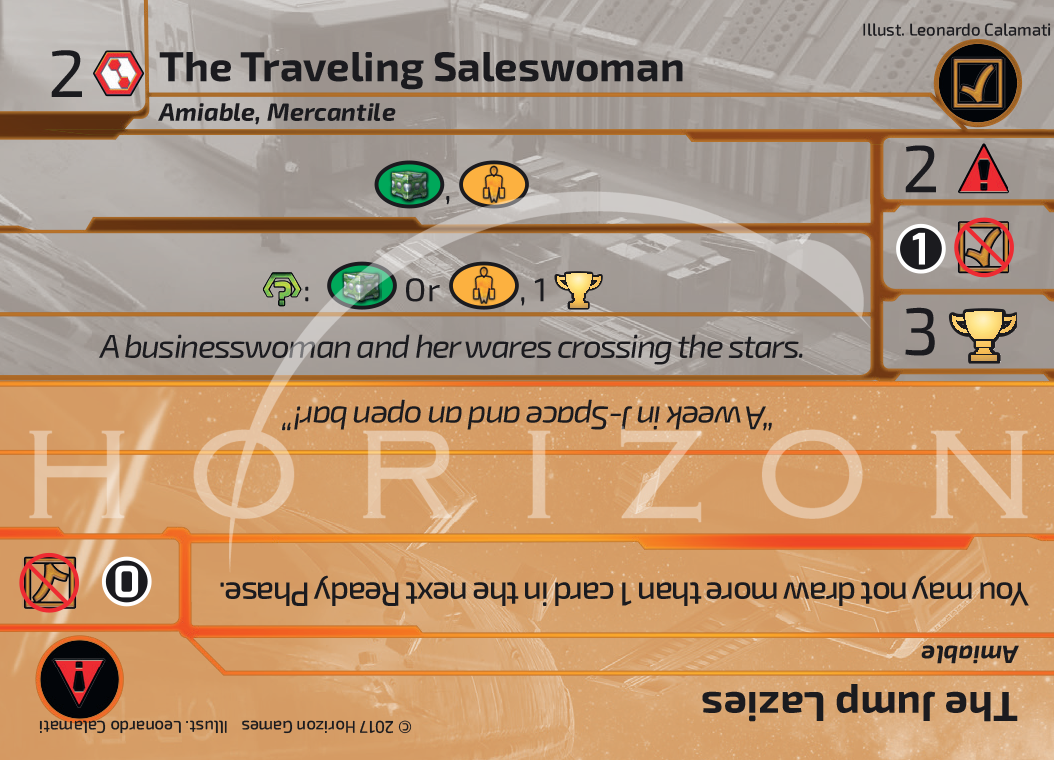 Illust. Leonardo Calamati
2 The Traveling Saleswoman
Amiable, Mercantile
2
,
1
: Or , 1
3
A businesswoman and her wares crossing the stars.
HORIZON
The Jump Lazies
Amiable
You may not draw more than 1 card in the next Ready Phase.
0
"A week in J-Space and an open bar!"
© 2017 Horizon Games Illust. Leonardo Calamati